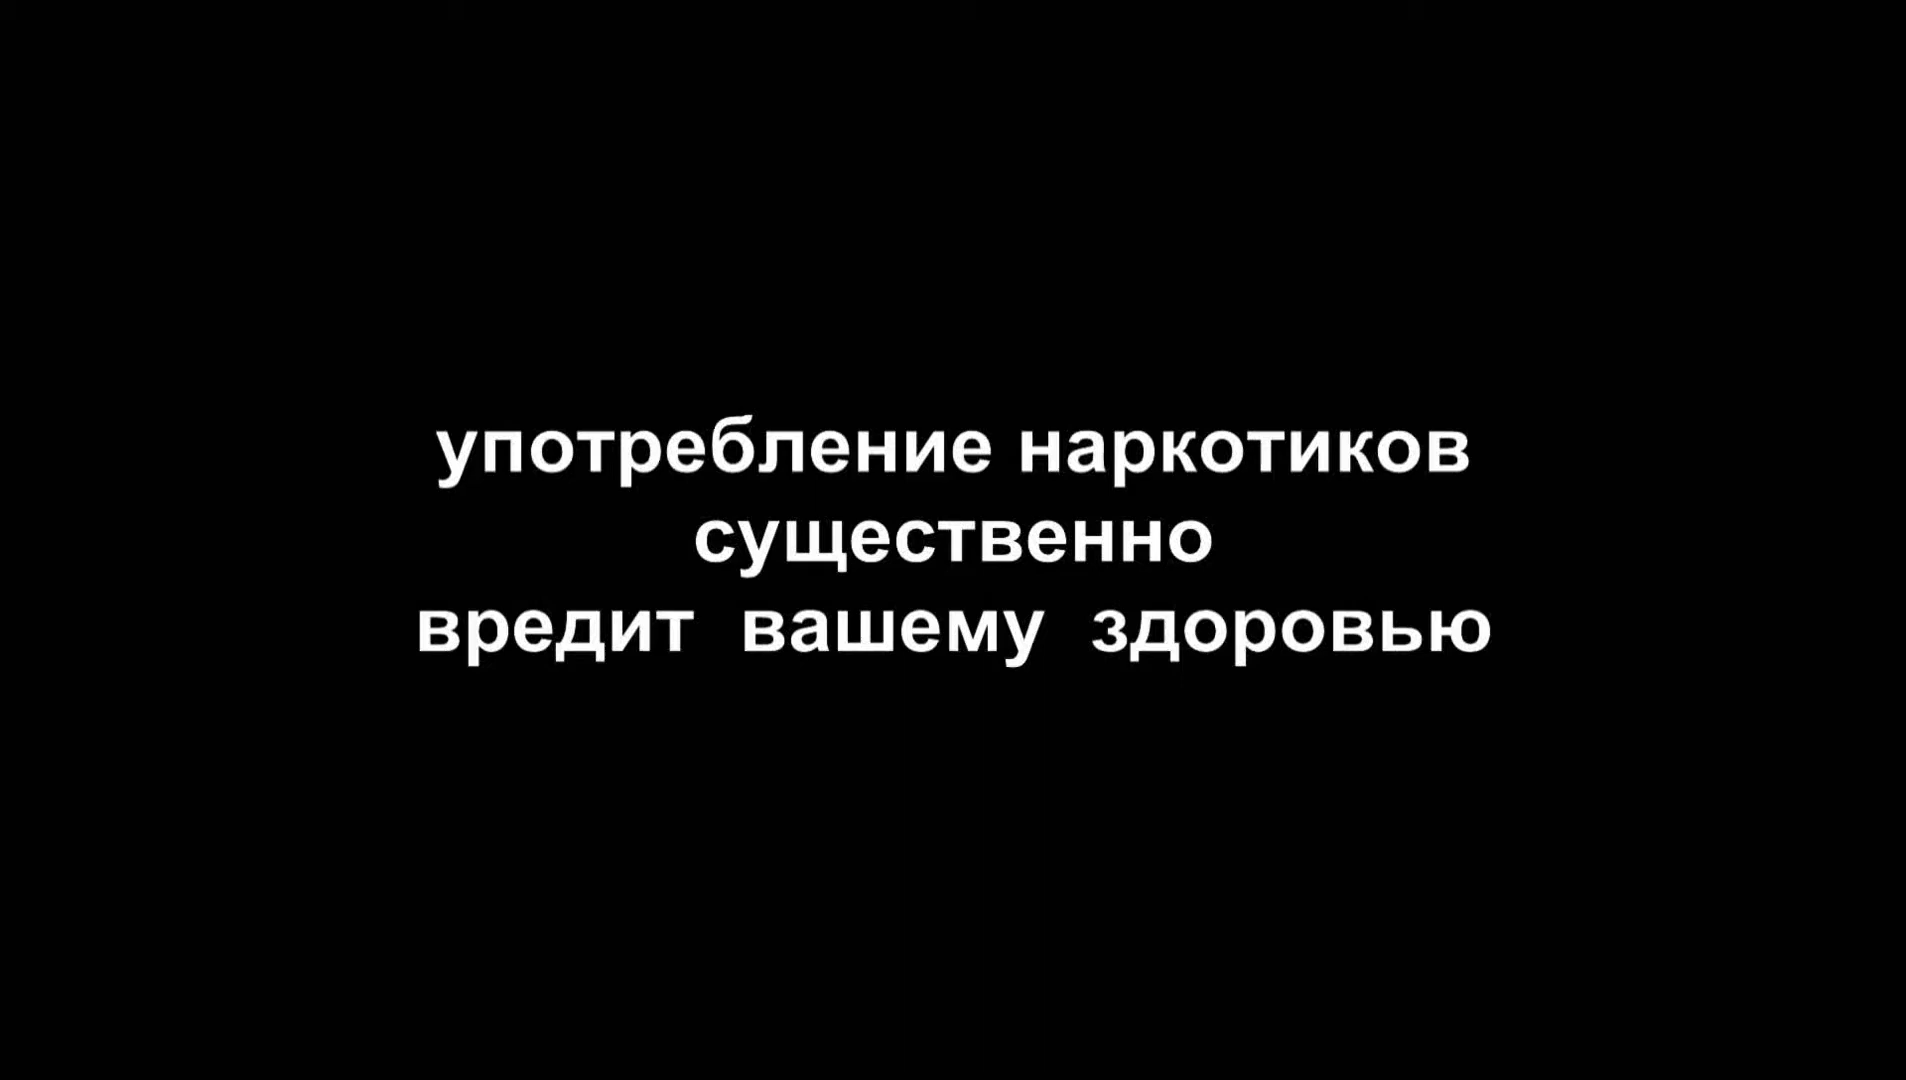 употребление наркотиков
существенно
вредит вашему здоровью